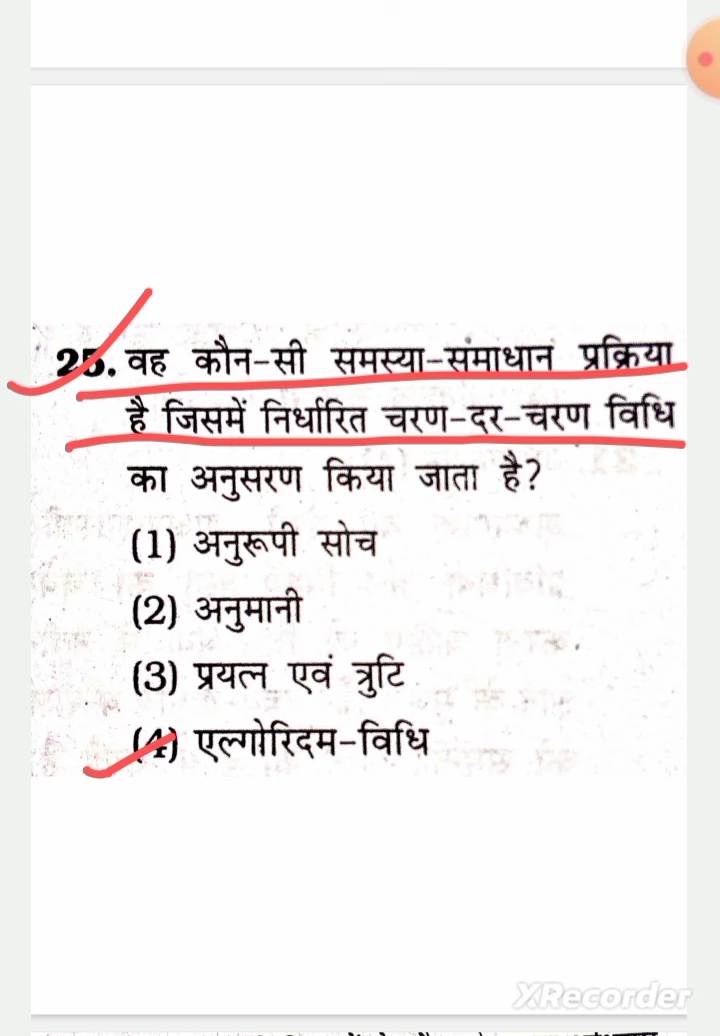 25. वह कौन-सी समस्या-समाधान प्रक्रिया
है जिसमें निर्धारित चरण-दर-चरण विधि
का अनुसरण किया जाता है?
(1) अनुरूपी सोच
(2) अनुमानी
(3) प्रयत्न एवं त्रुटि
(4) एल्गोरिदम-विधि
XRecorder